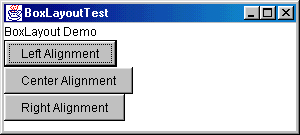 BoxLayoutTest
BoxLayout Demo
Left Alignment
Center Alignment
Right Alignment